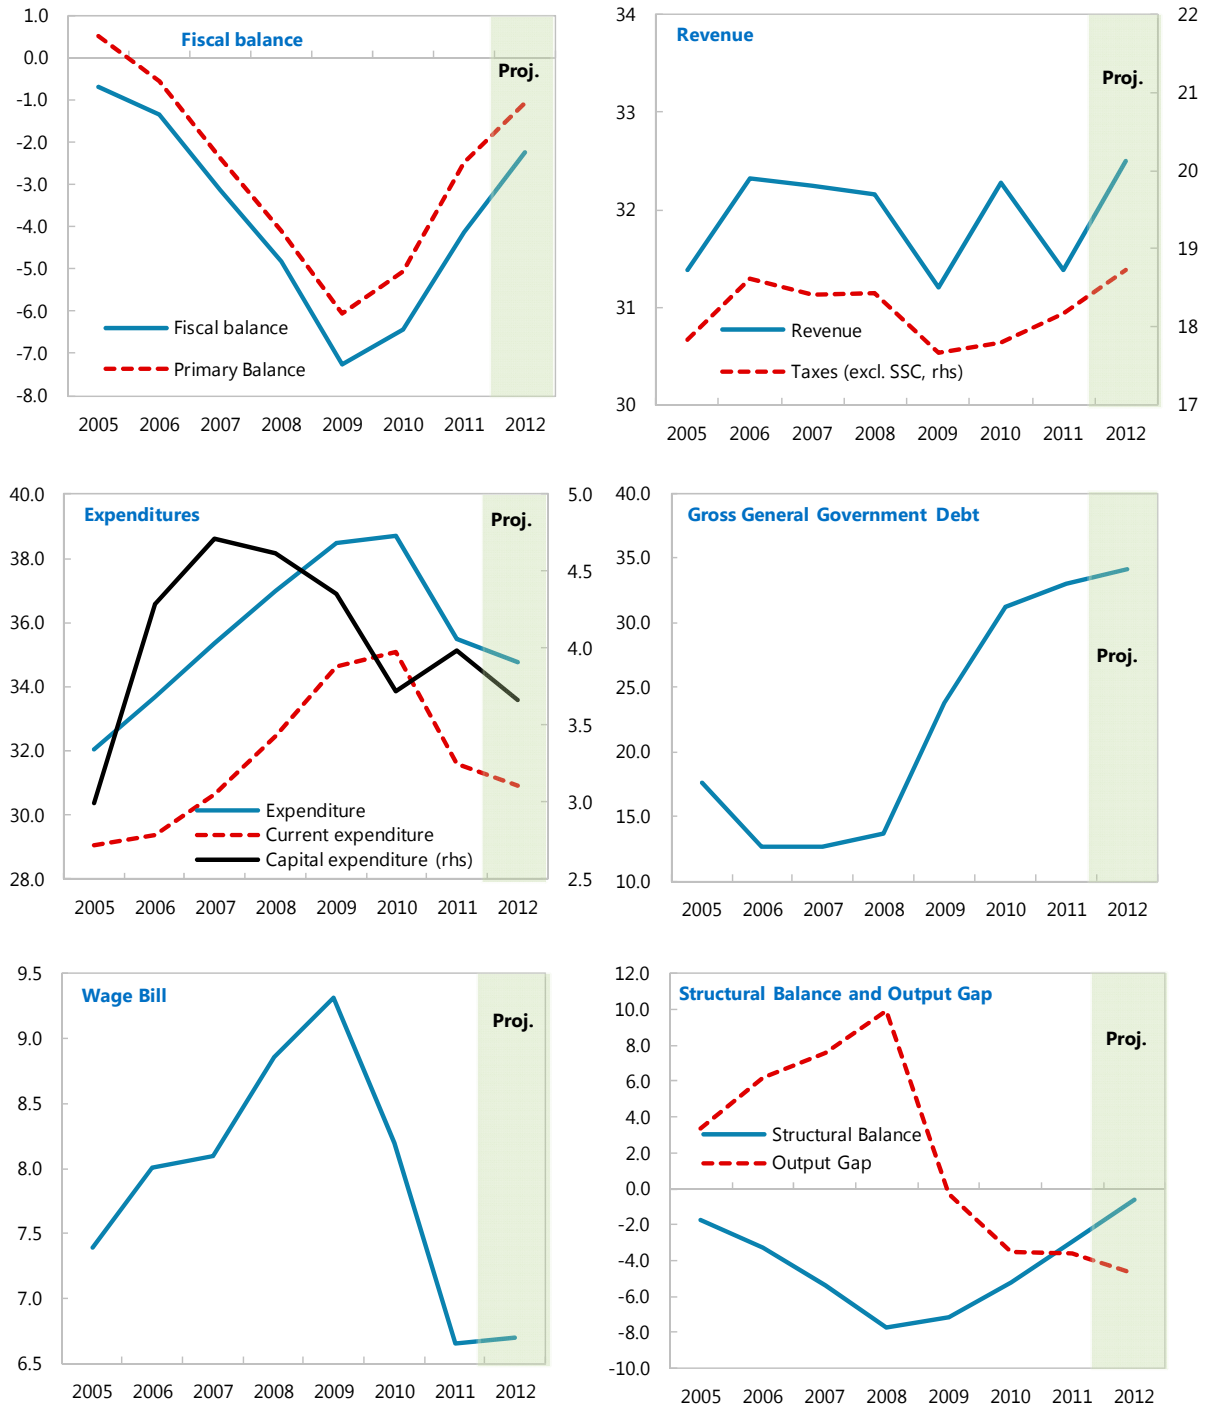 Fiscal balance
Proj.
1.0
0.0
-1.0
-2.0
-3.0
-4.0
-5.0
-6.0
-7.0
-8.0
Fiscal balance
Primary Balance
2005 2006 2007 2008 2009 2010 2011 2012
Revenue
Proj.
34
33
32
31
30
22
21
20
19
18
17
Revenue
Taxes (excl. SSC, rhs)
2005 2006 2007 2008 2009 2010 2011 2012
Expenditures
Proj.
40.0
38.0
36.0
34.0
32.0
30.0
28.0
5.0
4.5
4.0
3.5
3.0
2.5
Expenditure
Current expenditure
Capital expenditure (rhs)
2005 2006 2007 2008 2009 2010 2011 2012
Gross General Government Debt
Proj.
40.0
35.0
30.0
25.0
20.0
15.0
10.0
2005 2006 2007 2008 2009 2010 2011 2012
Wage Bill
Proj.
9.5
9.0
8.5
8.0
7.5
7.0
6.5
2005 2006 2007 2008 2009 2010 2011 2012
Structural Balance and Output Gap
Proj.
12.0
10.0
8.0
6.0
4.0
2.0
0.0
-2.0
-4.0
-6.0
-8.0
-10.0
Structural Balance
Output Gap
2005 2006 2007 2008 2009 2010 2011 2012